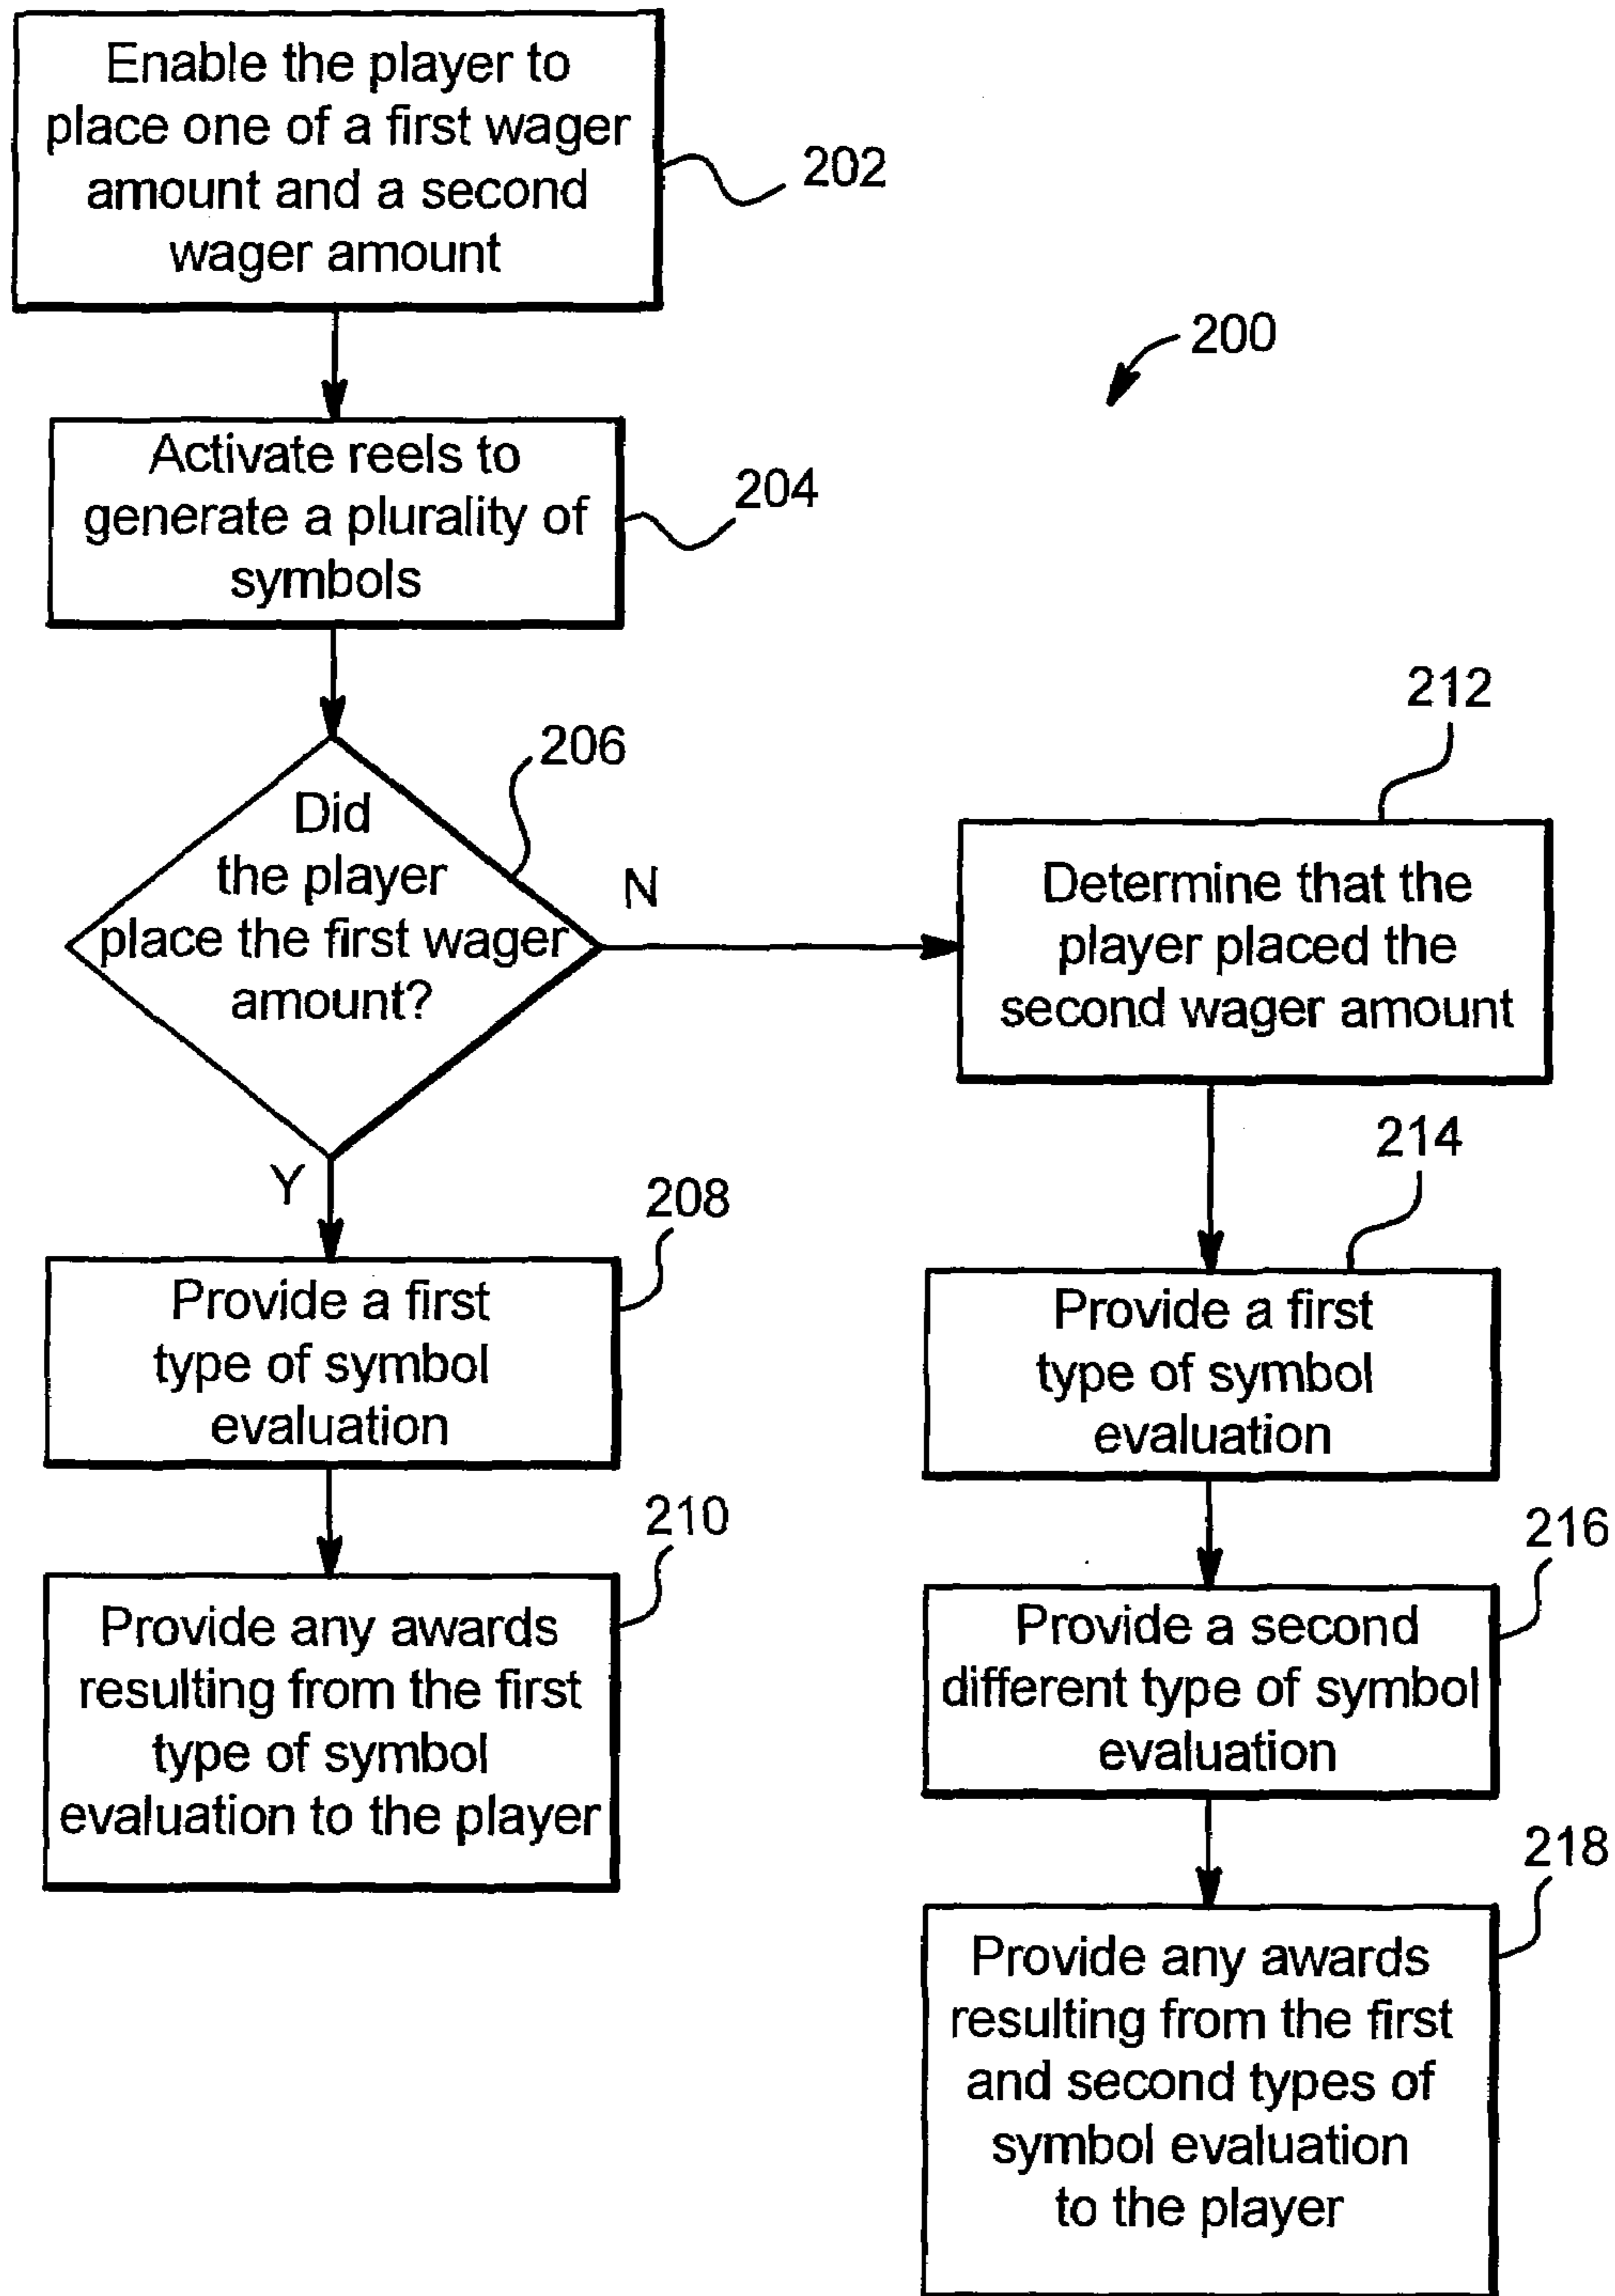 Enable the player to
place one of a first wager
amount and a second
wager amount
202
200
Activate reels to
generate a plurality of
symbols
204
206
Did
the player
place the first wager
amount?
N
Y
212
Determine that the
player placed the
second wager amount
208
Provide a first
type of symbol
evaluation
210
Provide any awards
resulting from the first
type of symbol
evaluation to the player
214
Provide a first
type of symbol
evaluation
216
Provide a second
different type of symbol
evaluation
218
Provide any awards
resulting from the first
and second types of
symbol evaluation
to the player